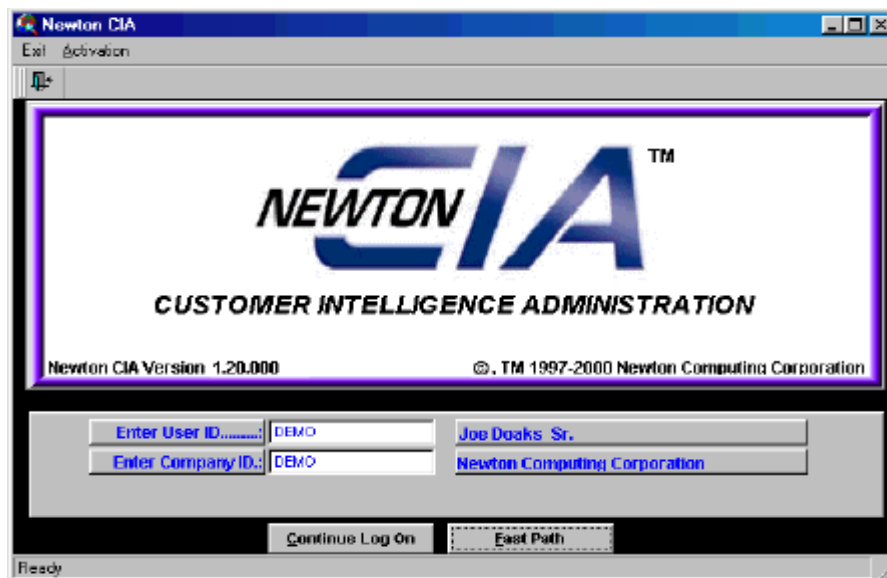 Newton CIA
Exit Activation
NEWTON CIA TM
CUSTOMER INTELLIGENCE ADMINISTRATION
Newton CIA Version 1.20.000 ©, TM 1997-2000 Newton Computing Corporation
Enter User ID.........: DEMO Joe Doaks Sr.
Enter Company ID.: DEMO Newton Computing Corporation
Continue Log On Fast Path
Ready